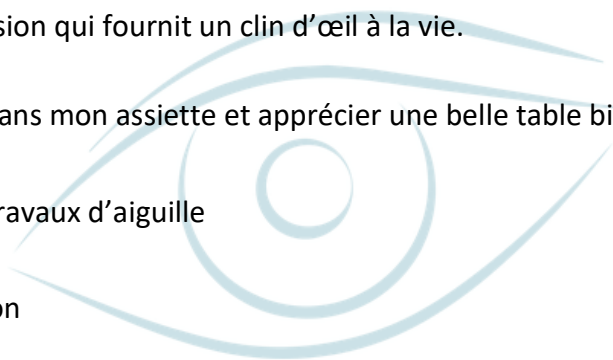 sion qui fournit un clin d’œil à la vie.
ans mon assiette et apprécier une belle table bi
ravaux d’aiguille
on